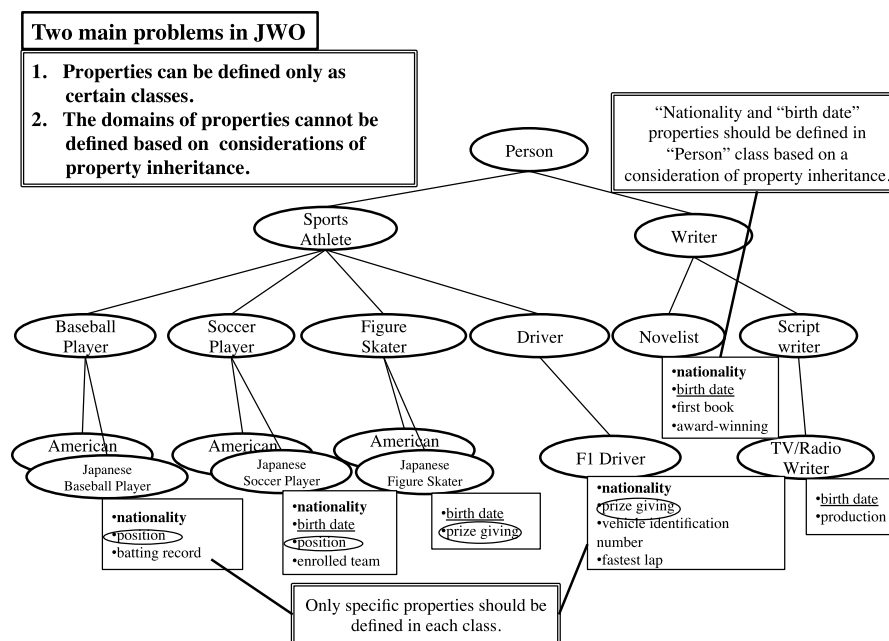 Two main problems in JWO
1. Properties can be defined only as
certain classes.
2. The domains of properties cannot be
defined based on considerations of
property inheritance.
“Nationality and “birth date”
properties should be defined in
“Person” class based on a
consideration of property inheritance.
Person
Sports
Athlete
Writer
Baseball
Player
Soccer
Player
Figure
Skater
Driver
Novelist
Script
writer
•nationality
•birth date
•first book
•award-winning
American
Japanese
Baseball Player
American
Japanese
Soccer Player
American
Japanese
Figure Skater
F1 Driver
TV/Radio
Writer
•nationality
•position
•batting record
•nationality
•birth date
•position
•enrolled team
•birth date
•prize giving
•nationality
•prize giving
•vehicle identification
number
•fastest lap
•birth date
•production
Only specific properties should be
defined in each class.